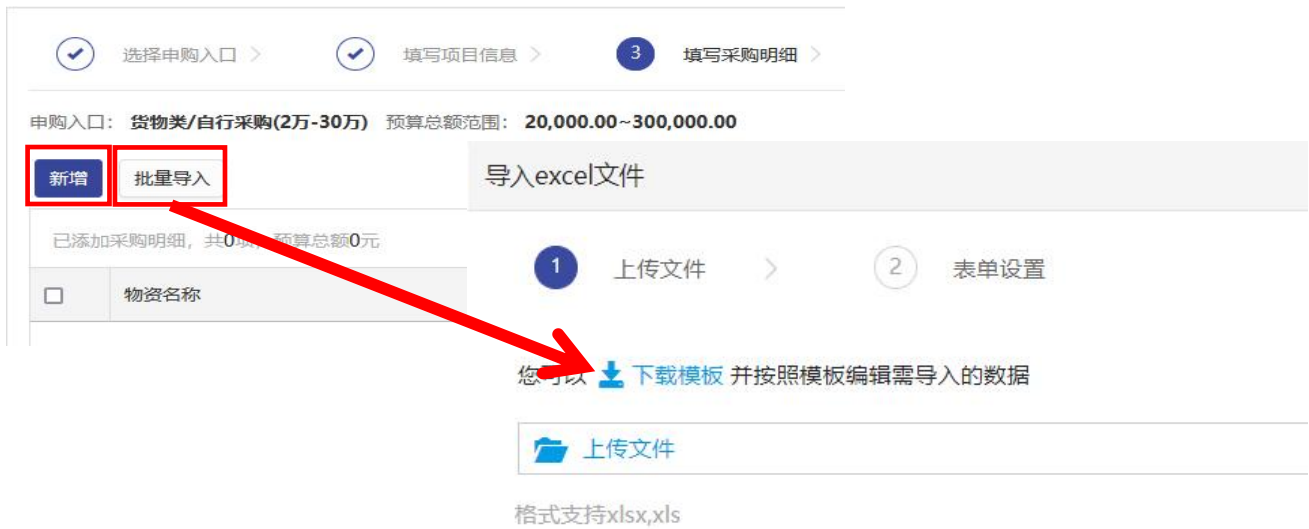 选择申购入口 >
填写项目信息 >
3 填写采购明细 >
申购入口： 货物类/自行采购(2万-30万) 预算总额范围： 20,000.00~300,000.00
新增 批量导入
已添加采购明细，共0项，预算总额0元
物资名称
导入excel文件
1 上传文件 >
2 表单设置
您可以 下载模板 并按照模板编辑需导入的数据
上传文件
格式支持xlsx,xls